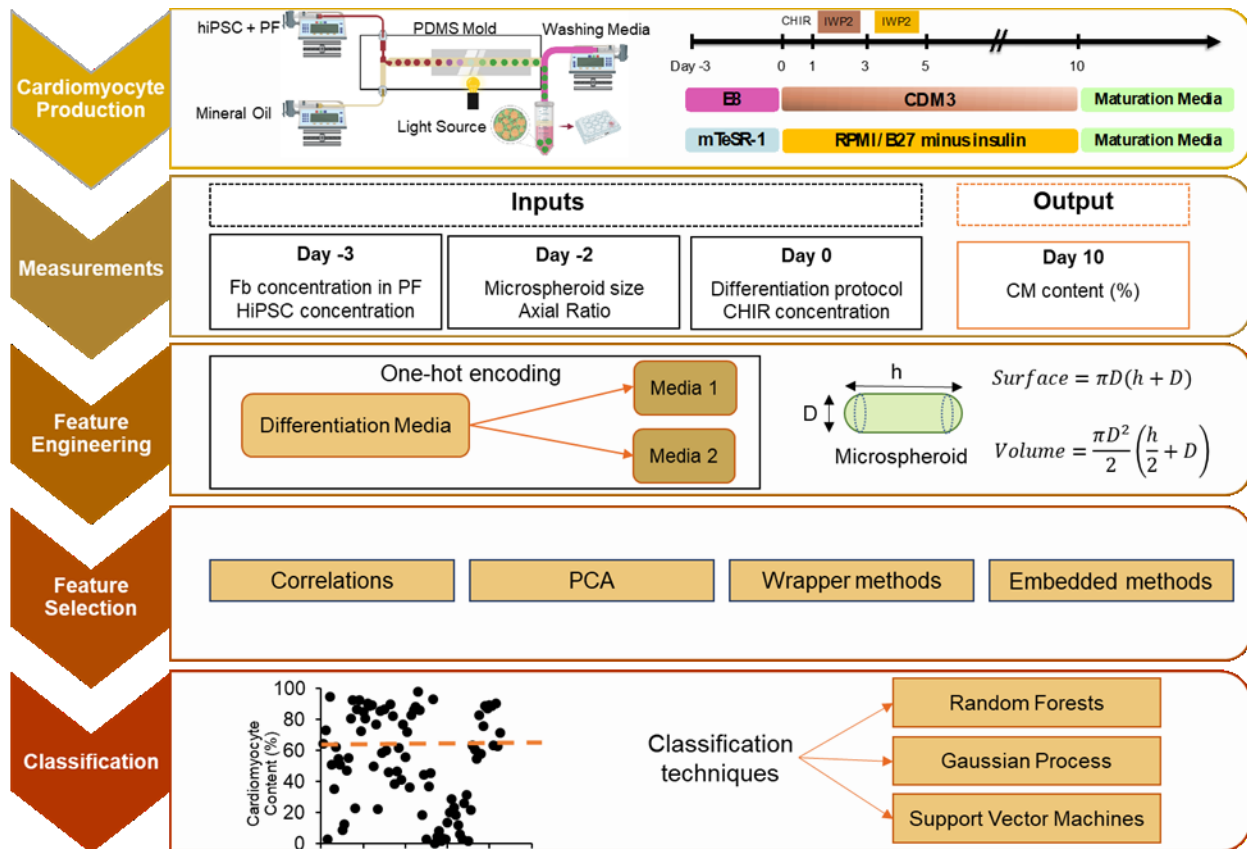 Cardiomyocyte
Production
hiPSC + PF
PDMS Mold
Washing Media
Mineral Oil
Light Source
CHIR
IWP2
IWP2
Day -3
0
1
3
5
10
E8
CDM3
Maturation Media
mTeSR-1
RPMI/B27 minus insulin
Maturation Media
Measurements
Inputs
Output
Day -3
Fb concentration in PF
HiPSC concentration
Day -2
Microspheroid size
Axial Ratio
Day 0
Differentiation protocol
CHIR concentration
Day 10
CM content (%)
Feature
Engineering
One-hot encoding
Differentiation Media
Media 1
Media 2
h
D
Microspheroid
Surface = πD(h + D)
Volume = πD²/2 (h/2 + D)
Feature
Selection
Correlations
PCA
Wrapper methods
Embedded methods
Classification
Cardiomyocyte
Content (%)
100
80
60
40
20
0
Classification
techniques
Random Forests
Gaussian Process
Support Vector Machines